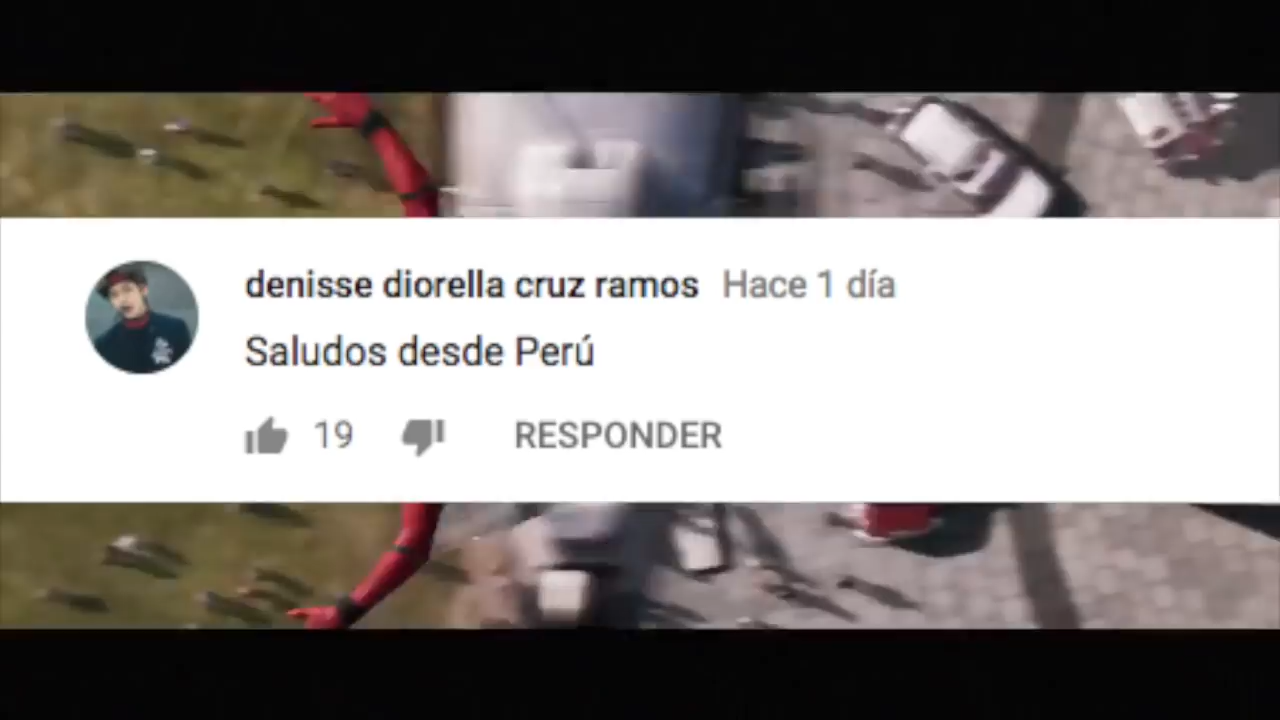 denisse diorella cruz ramos Hace 1 día
Saludos desde Perú
19 RESPONDER